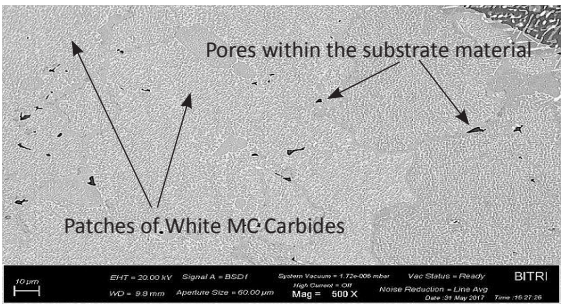 Pores within the substrate material
Patches of White MC Carbides
10 µm
EHT = 20.00 kV
Signal A = BSD1
System Vacuum = 1.72e-006 mbar
Vac Status = Ready
BITRI
WD = 9.9 mm
Aperture Size = 60.00 µm
High Current = Off
Mag = 500 X
Noise Reduction = Line Avg
Date :31 May 2017
Time :15:27:26